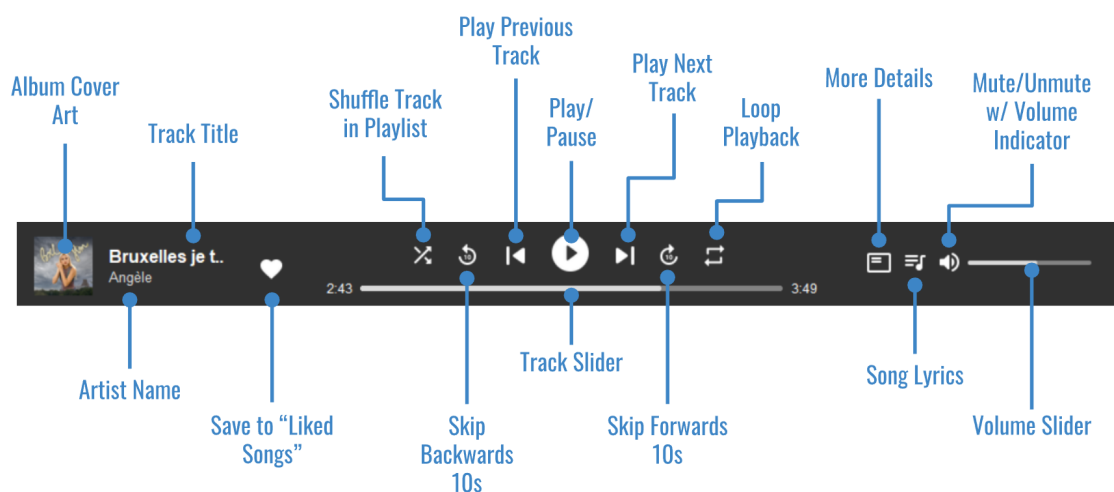 Play Previous
Track
Play Next
Track
More Details
Mute/Unmute
w/ Volume
Indicator
Album Cover
Art
Shuffle Track
in Playlist
Play/
Pause
Loop
Playback
Track Title
Bruxelles je t..
Angèle
10
10
2:43
3:49
Track Slider
Artist Name
Song Lyrics
Save to “Liked
Songs”
Skip
Backwards
10s
Skip Forwards
10s
Volume Slider